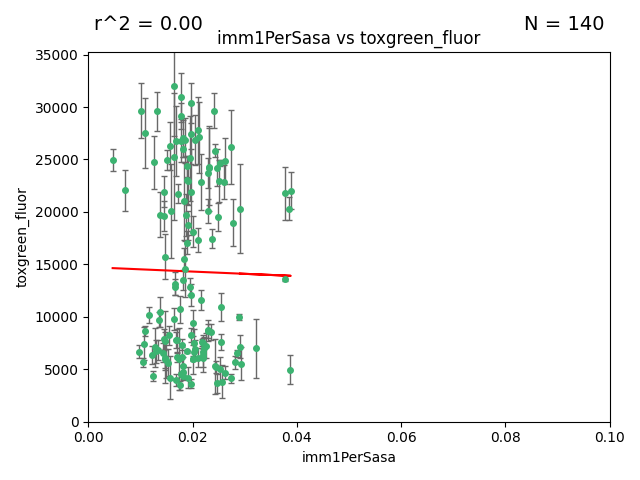 r^2 = 0.00
N = 140
imm1PerSasa vs toxgreen_fluor
35000
30000
25000
20000
15000
10000
5000
0
toxgreen_fluor
0.00
0.02
0.04
0.06
0.08
0.10
imm1PerSasa